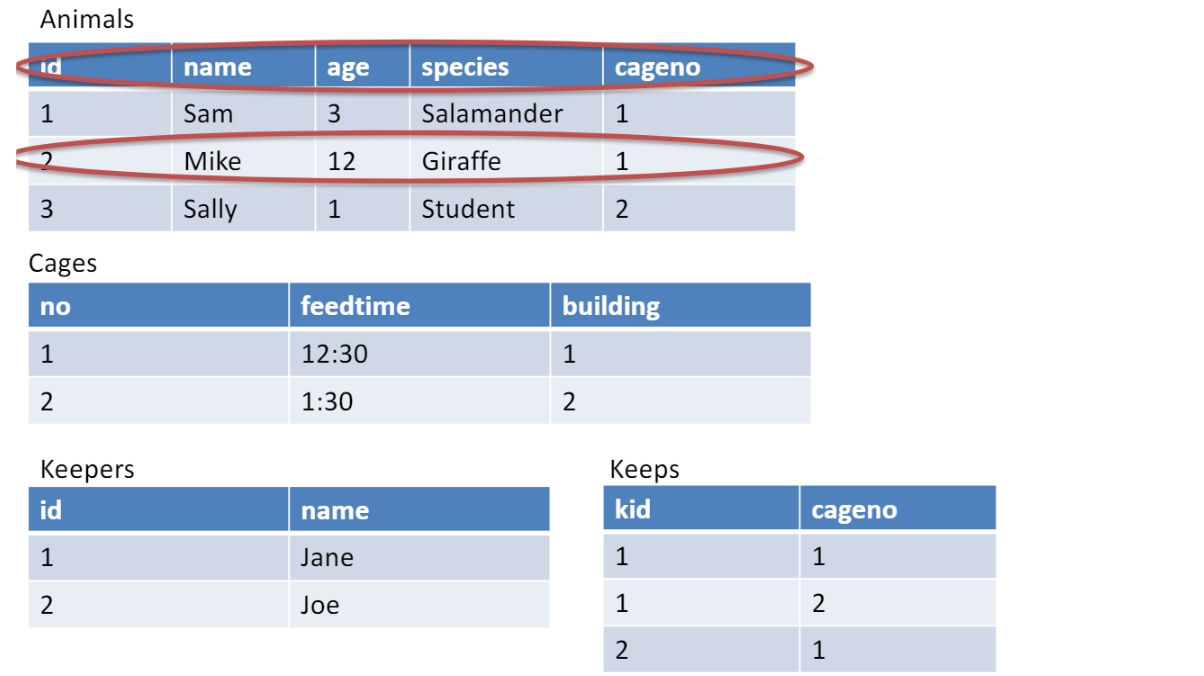 Animals
id name age species cageno
1 Sam 3 Salamander 1
2 Mike 12 Giraffe 1
3 Sally 1 Student 2
Cages
no feedtime building
1 12:30 1
2 1:30 2
Keepers
id name
1 Jane
2 Joe
Keeps
kid cageno
1 1
1 2
2 1